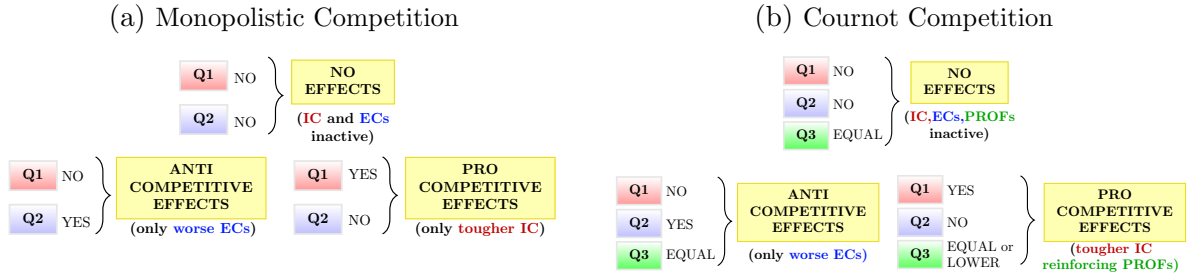 (a) Monopolistic Competition
Q1 NO
Q2 NO
NO
EFFECTS
(IC and ECs
inactive)
Q1 NO
Q2 YES
ANTI
COMPETITIVE
EFFECTS
(only worse ECs)
Q1 YES
Q2 NO
PRO
COMPETITIVE
EFFECTS
(only tougher IC)
(b) Cournot Competition
Q1 NO
Q2 NO
Q3 EQUAL
NO
EFFECTS
(IC,ECs,PROFs
inactive)
Q1 NO
Q2 YES
Q3 EQUAL
ANTI
COMPETITIVE
EFFECTS
(only worse ECs)
Q1 YES
Q2 NO
Q3 EQUAL OR
LOWER
PRO
COMPETITIVE
EFFECTS
(tougher IC
reinforcing PROFs)